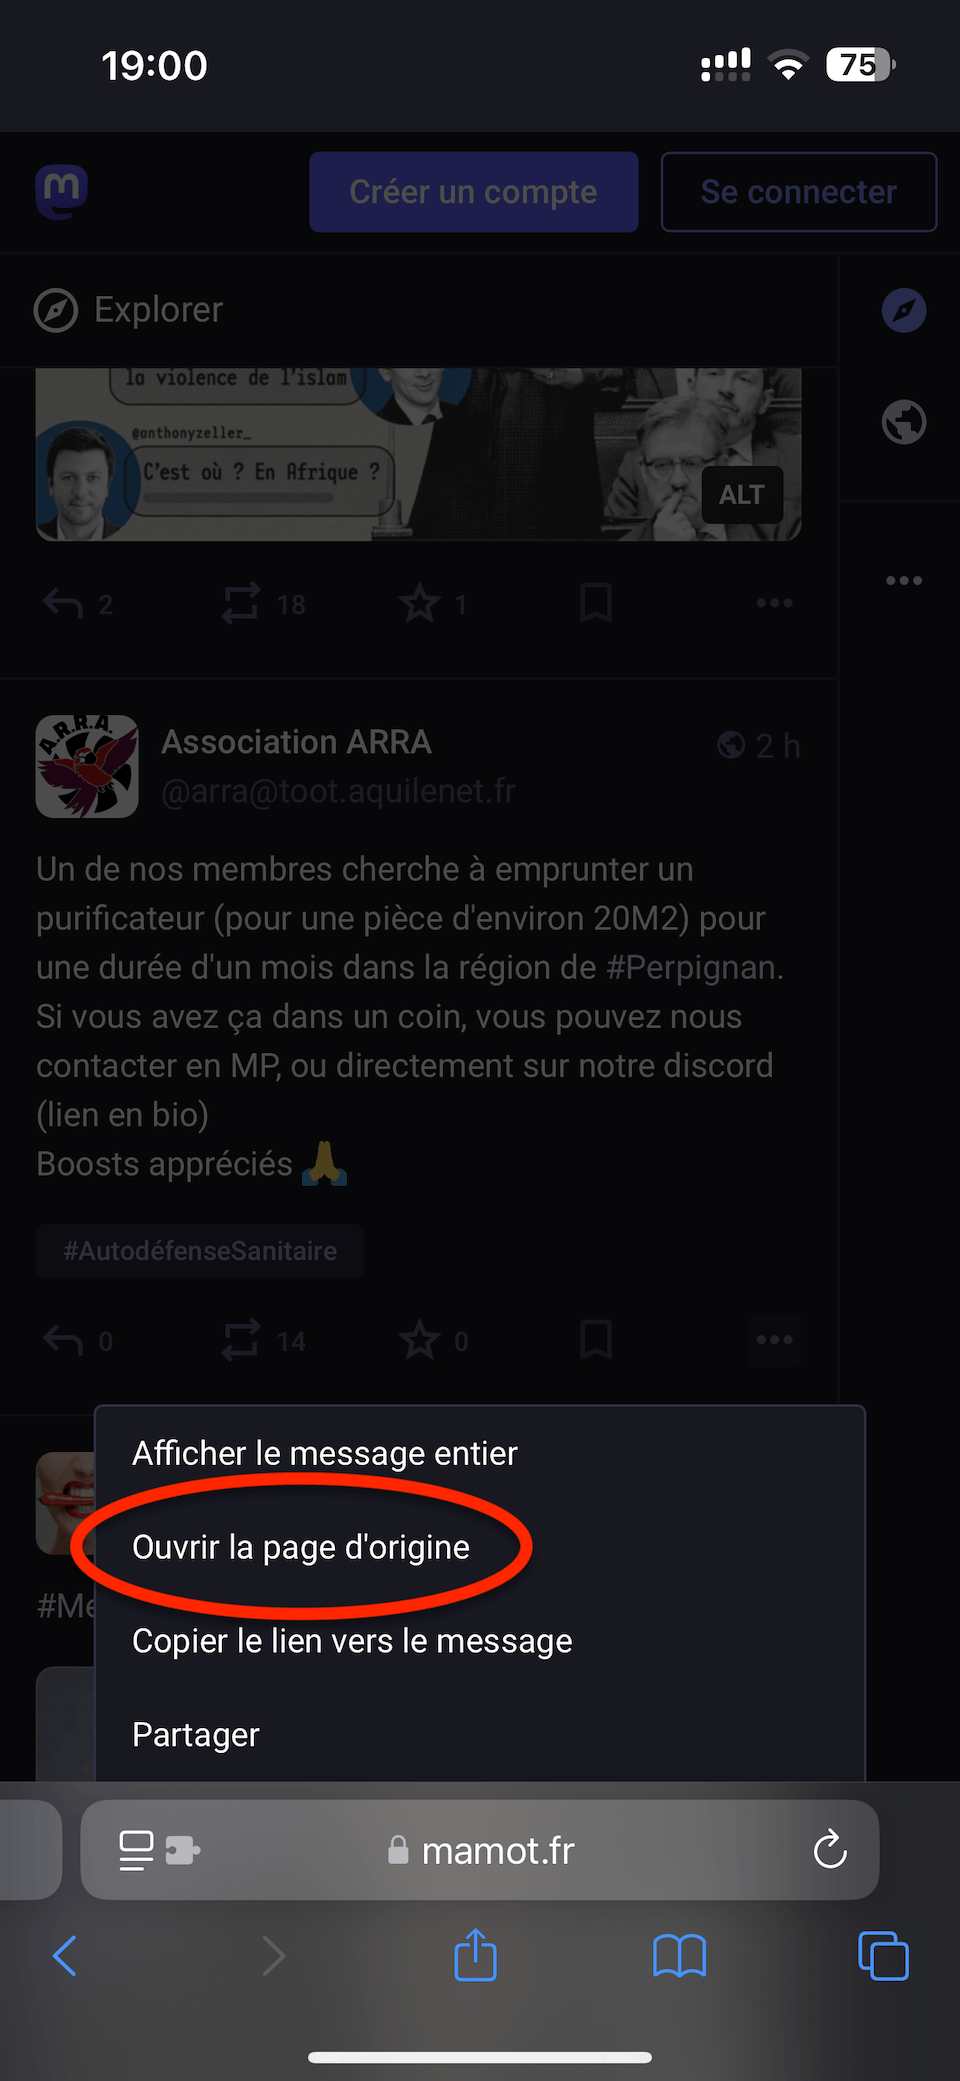 19:00
75
Créer un compte
Se connecter
Explorer
la violence de l'islam
@anthonyzeller_
C'est où ? En Afrique ?
ALT
2
18
1
A.R.R.A.
Association ARRA
2 h
@arra@toot.aquilenet.fr
Un de nos membres cherche à emprunter un
purificateur (pour une pièce d'environ 20M2) pour
une durée d'un mois dans la région de #Perpignan.
Si vous avez ça dans un coin, vous pouvez nous
contacter en MP, ou directement sur notre discord
(lien en bio)
Boosts appréciés 🙏
#AutodéfenseSanitaire
0
14
0
Afficher le message entier
Ouvrir la page d'origine
#Me
Copier le lien vers le message
Partager
mamot.fr